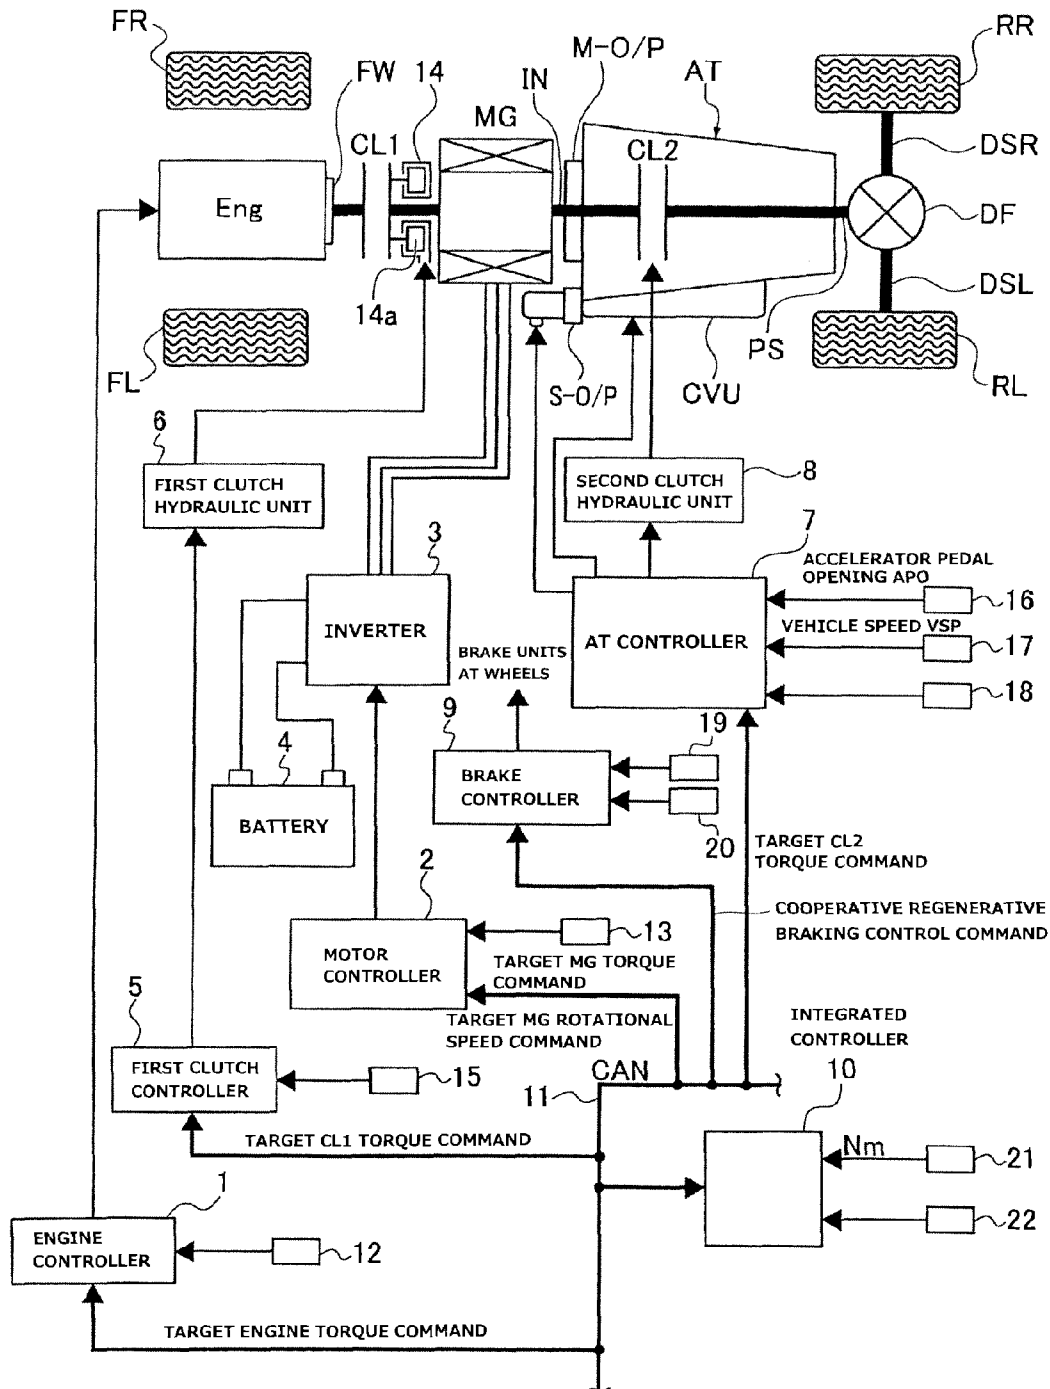 FR
RR
M-O/P
FW
14
IN
AT
MG
CL1
CL2
DSR
Eng
DF
14a
DSL
PS
FL
S-O/P
CVU
RL
6
FIRST CLUTCH
HYDRAULIC UNIT
SECOND CLUTCH
HYDRAULIC UNIT
8
7
3
ACCELERATOR PEDAL
OPENING APO
16
INVERTER
AT CONTROLLER
VEHICLE SPEED VSP
17
BRAKE UNITS
AT WHEELS
18
9
19
4
BRAKE
CONTROLLER
BATTERY
20
TARGET CL2
TORQUE COMMAND
2
COOPERATIVE REGENERATIVE
BRAKING CONTROL COMMAND
13
MOTOR
CONTROLLER
TARGET MG TORQUE
COMMAND
TARGET MG ROTATIONAL
SPEED COMMAND
INTEGRATED
CONTROLLER
5
FIRST CLUTCH
CONTROLLER
15
CAN
11
10
TARGET CL1 TORQUE COMMAND
Nm
21
1
22
ENGINE
CONTROLLER
12
TARGET ENGINE TORQUE COMMAND